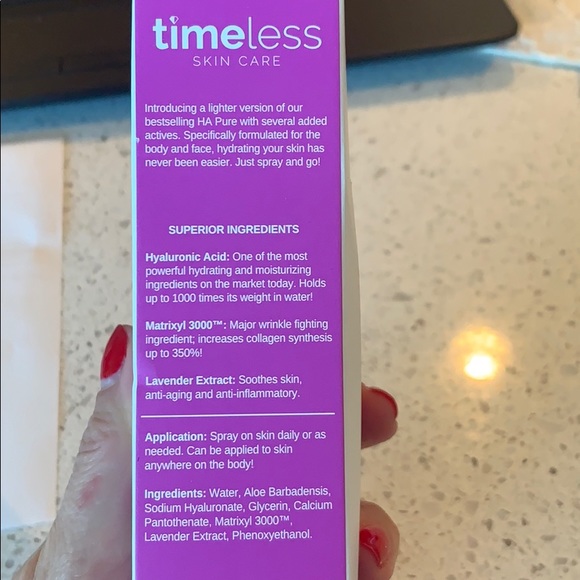 timeless
SKIN CARE
Introducing a lighter version of our
bestselling HA Pure with several added
actives. Specifically formulated for the
body and face, hydrating your skin has
never been easier. Just spray and go!
SUPERIOR INGREDIENTS
Hyaluronic Acid: One of the most
powerful hydrating and moisturizing
ingredients on the market today. Holds
up to 1000 times its weight in water!
Matrixyl 3000™: Major wrinkle fighting
ingredient; increases collagen synthesis
up to 350%!
Lavender Extract: Soothes skin,
anti-aging and anti-inflammatory.
Application: Spray on skin daily or as
needed. Can be applied to skin
anywhere on the body!
Ingredients: Water, Aloe Barbadensis,
Sodium Hyaluronate, Glycerin, Calcium
Pantothenate, Matrixyl 3000™,
Lavender Extract, Phenoxyethanol.